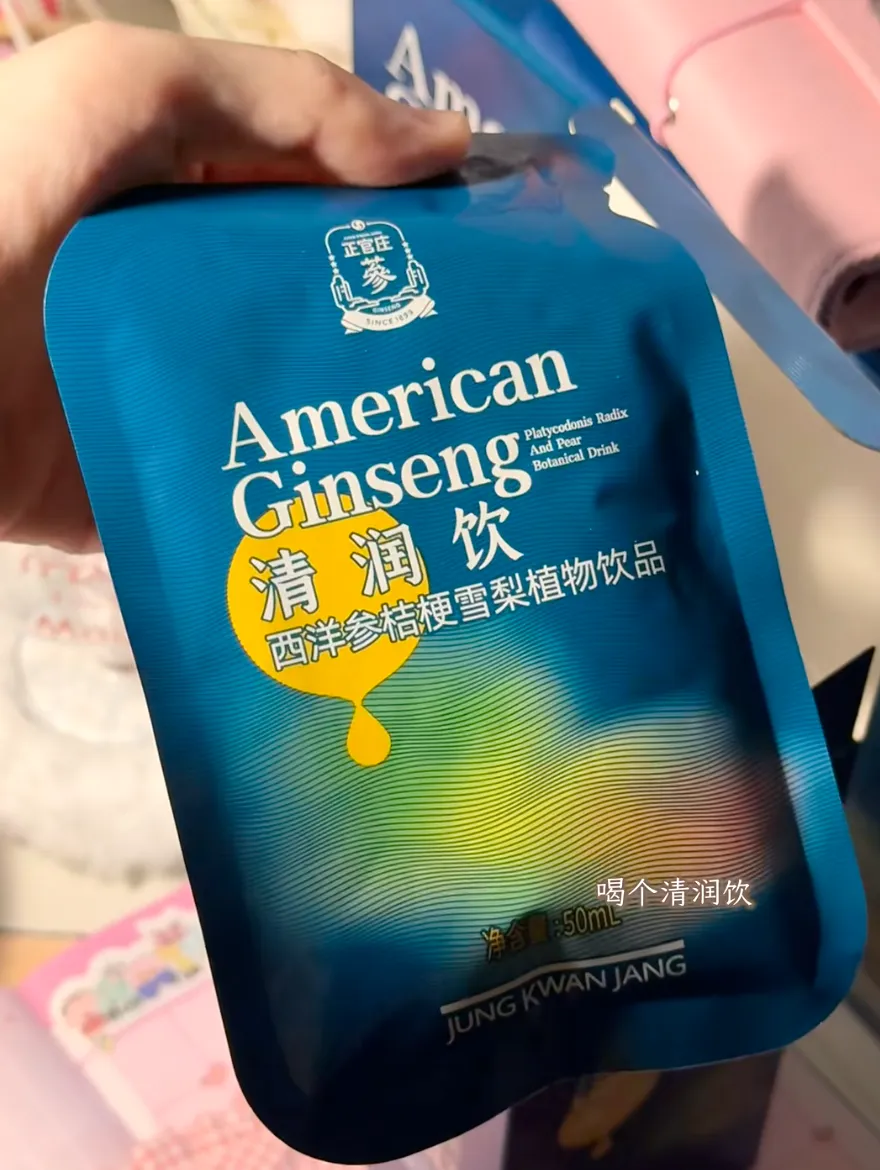 Am
正官庄
蔘
GINSENG
SINCE 1899
American
Ginseng
Platycodonis Radix
And Pear
Botanical Drink
清润饮
西洋参桔梗雪梨植物饮品
喝个清润饮
净含量:50mL
JUNG KWAN JANG